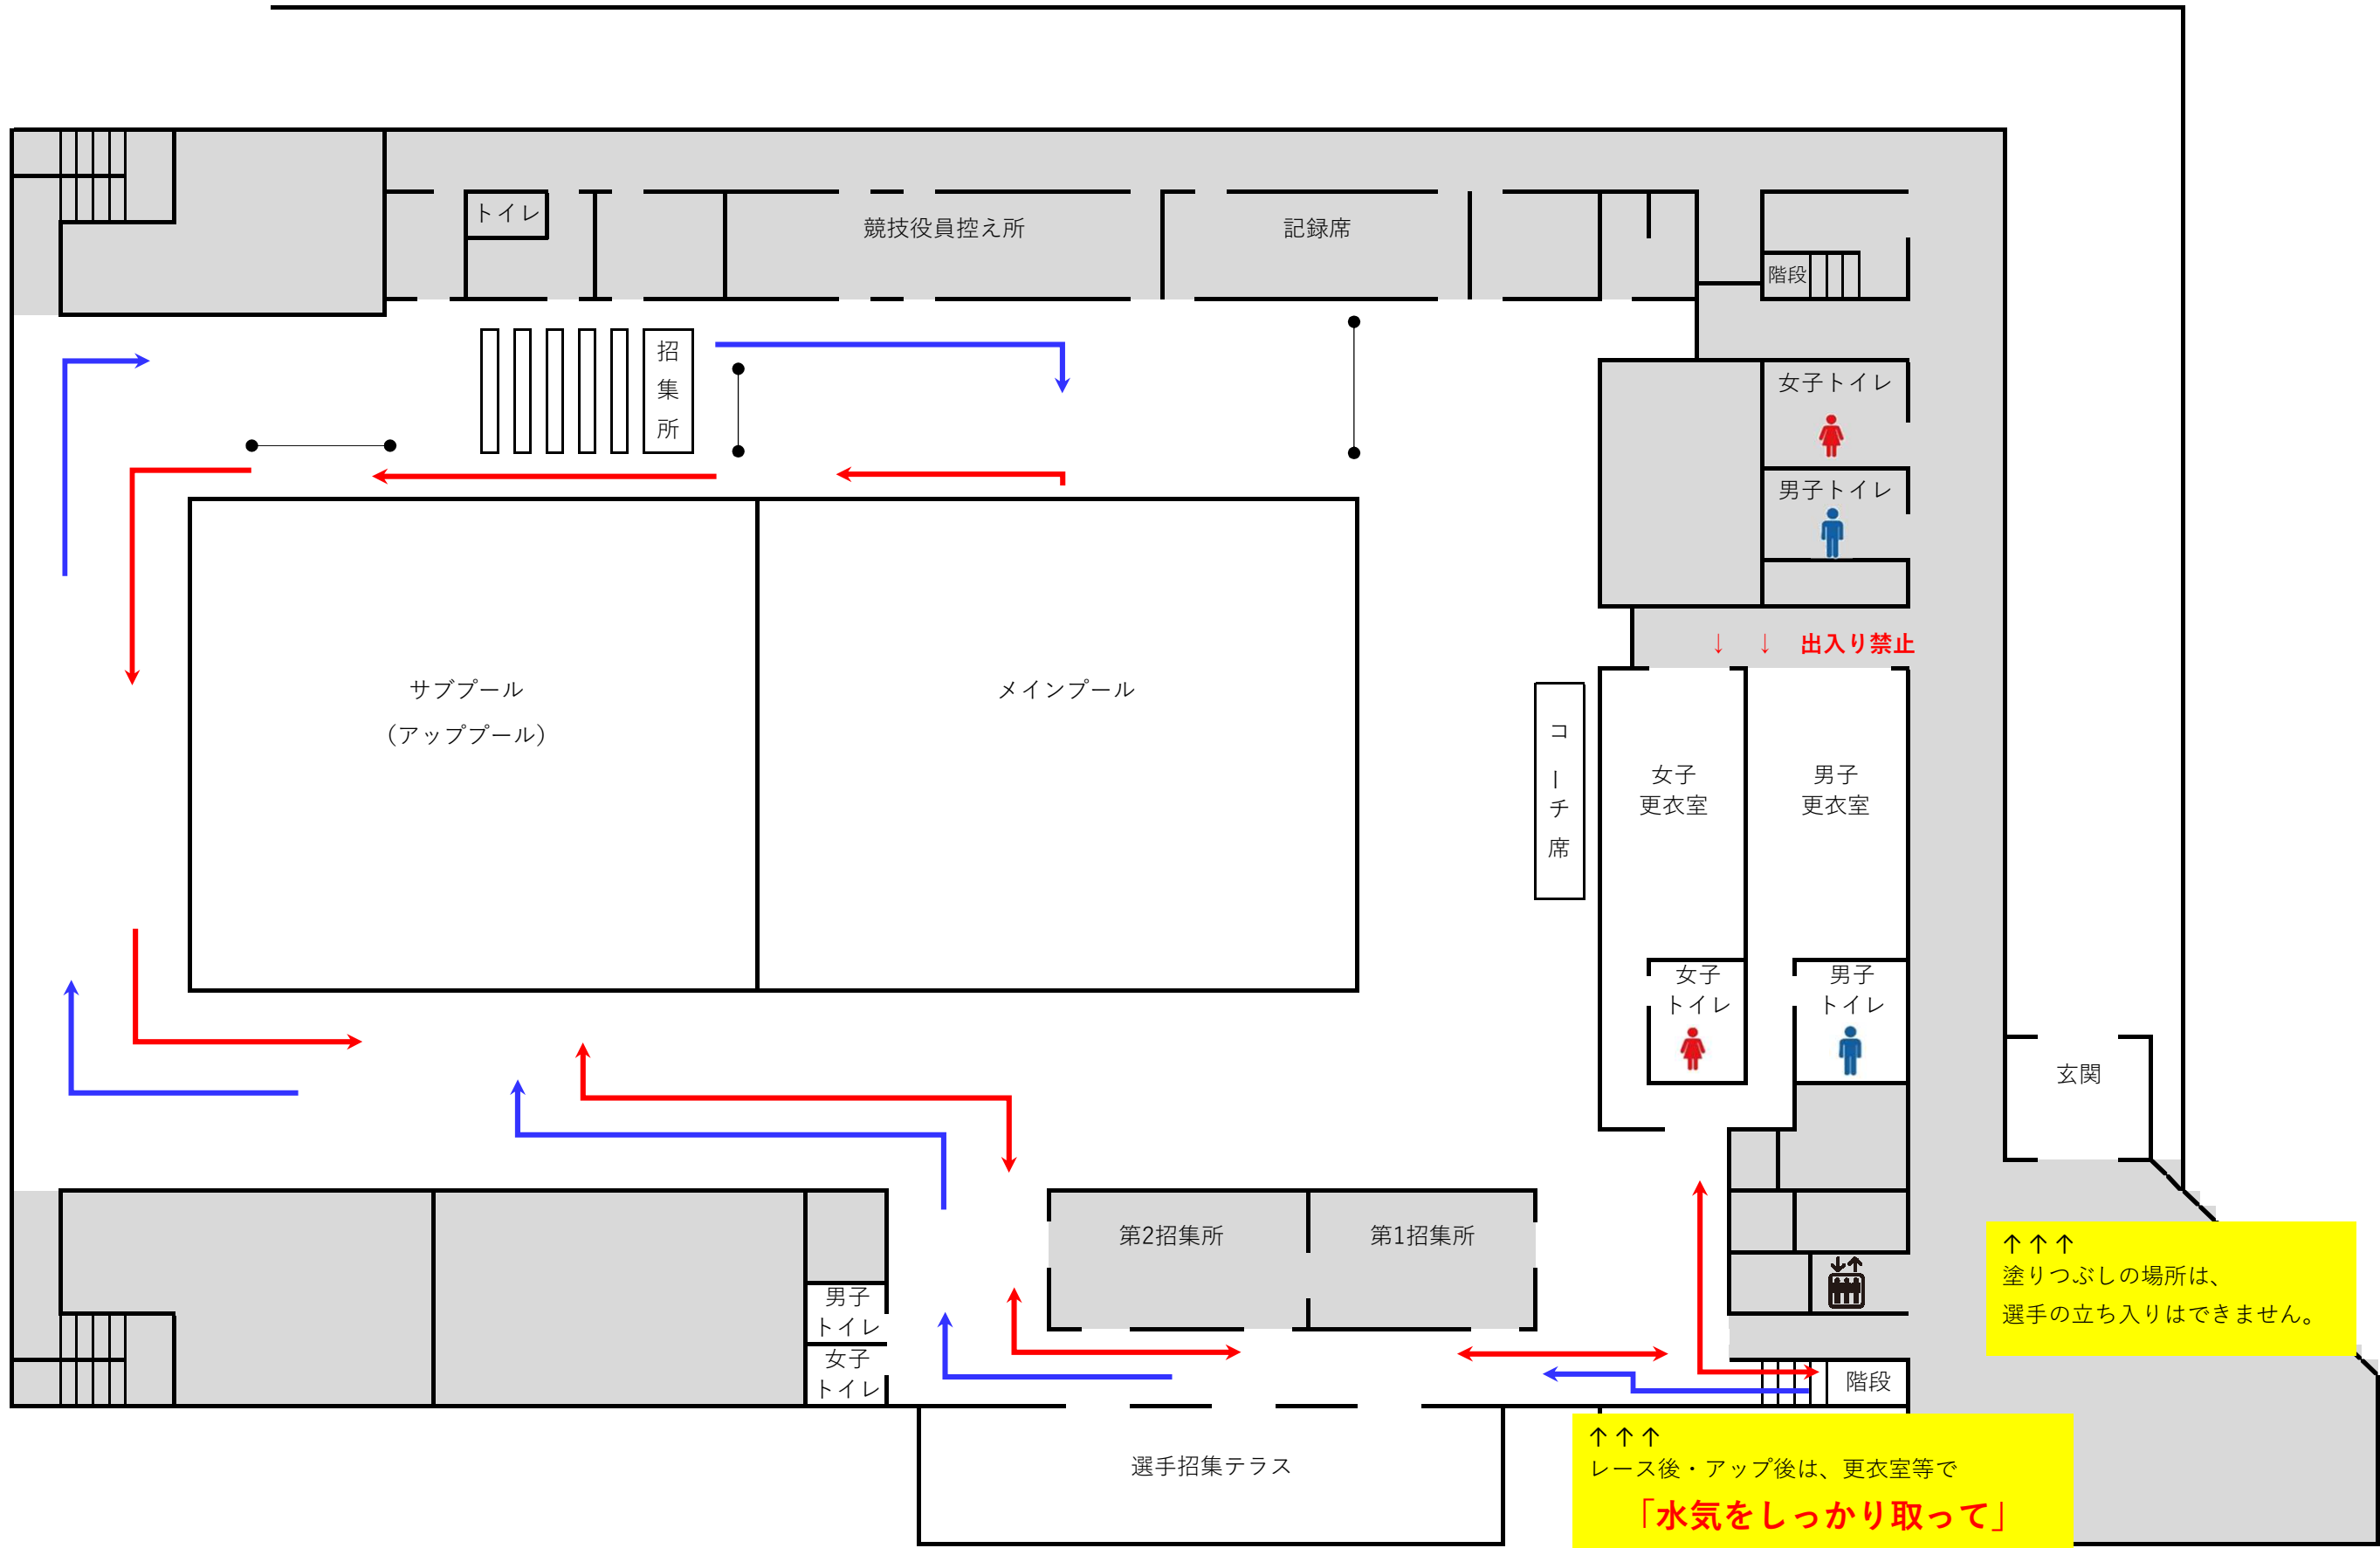 トイレ
競技役員控え所
記録席
階段
招集所
女子トイレ
男子トイレ
↓ ↓ 出入り禁止
サブプール
（アッププール）
メインプール
コーチ席
女子
更衣室
男子
更衣室
女子
トイレ
男子
トイレ
玄関
第2招集所
第1招集所
男子
トイレ
女子
トイレ
階段
選手招集テラス
↑↑↑
塗りつぶしの場所は、
選手の立ち入りはできません。
↑↑↑
レース後・アップ後は、更衣室等で
「水気をしっかり取って」